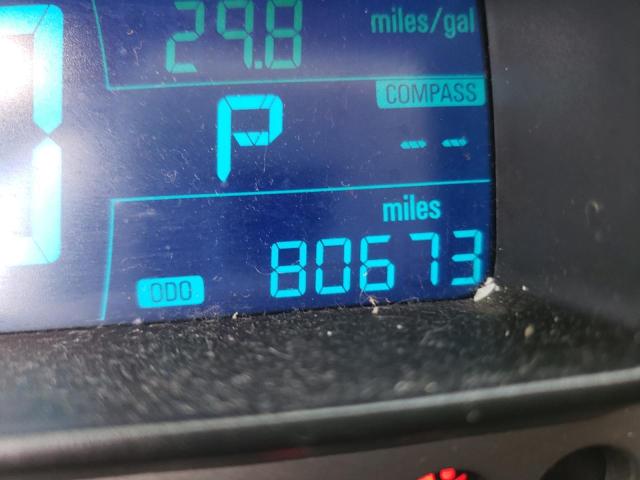 29.8 miles/gal
COMPASS
P --
miles
ODO 80673